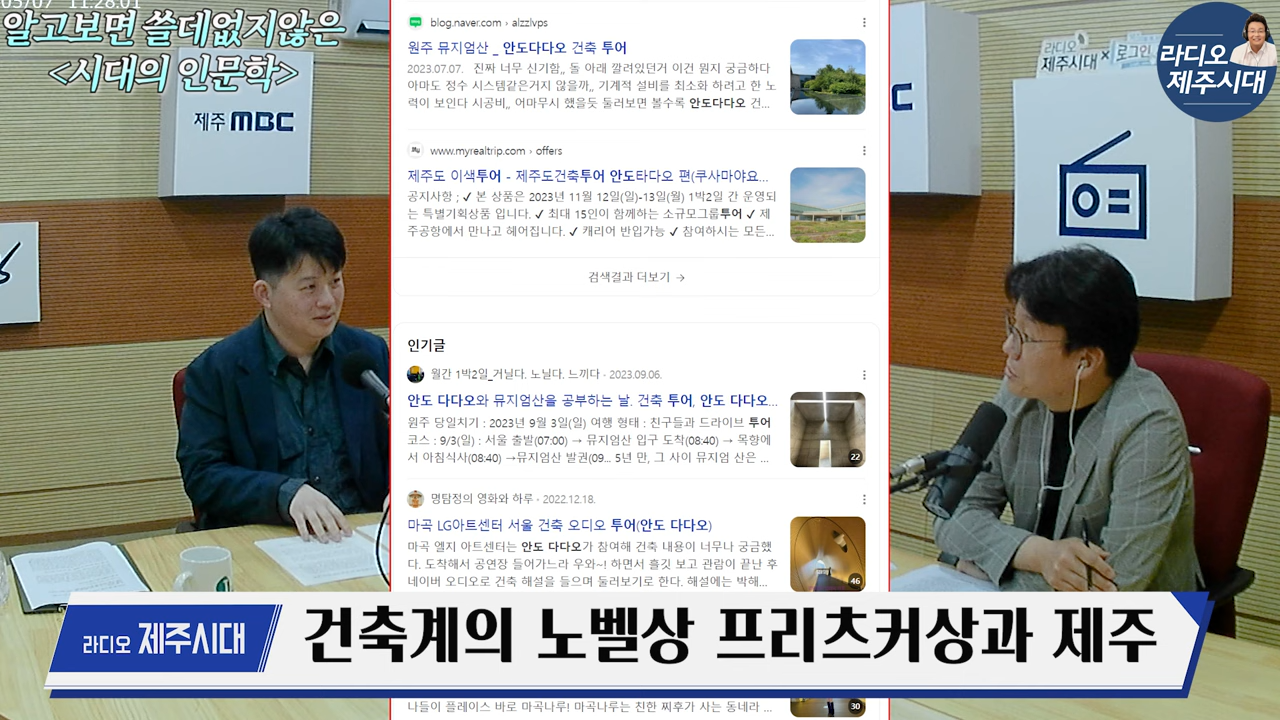 05/07 11:28:01
알고보면 쓸데없지않은
<시대의 인문학>
제주 MBC
blog.naver.com › alzzlvps
원주 뮤지엄산 _ 안도다다오 건축 투어
2023.07.07. 진짜 너무 신기함,, 돌 아래 깔려있던거 이건 뭔지 궁금하다
아마도 정수 시스템같은거지 않을까,, 기계적 설비를 최소화 하려고 한 노
력이 보인다 시공비,, 어마무시 했을듯 둘러보면 볼수록 안도다다오 건...
www.myrealtrip.com › offers
제주도 이색투어 - 제주도건축투어 안도타다오 편(쿠사마야요...
공지사항 ; ✓ 본 상품은 2023년 11월 12일(일)-13일(월) 1박2일 간 운영되
는 특별기획상품 입니다. ✓ 최대 15인이 함께하는 소규모그룹투어 ✓ 제
주공항에서 만나고 헤어집니다. ✓ 캐리어 반입가능 ✓ 참여하시는 모든...
검색결과 더보기 →
인기글
월간 1박2일_거닐다. 노닐다. 느끼다 · 2023.09.06.
안도 다다오와 뮤지엄산을 공부하는 날. 건축 투어, 안도 다다오...
원주 당일치기 : 2023년 9월 3일(일) 여행 형태 : 친구들과 드라이브 투어
코스 : 9/3(일) : 서울 출발(07:00) → 뮤지엄산 입구 도착(08:40) → 목향에
서 아침식사(08:40) →뮤지엄산 발권(09... 5년 만, 그 사이 뮤지엄 산은 ...
22
명탐정의 영화와 하루 · 2022.12.18.
마곡 LG아트센터 서울 건축 오디오 투어(안도 다다오)
마곡 엘지 아트센터는 안도 다다오가 참여해 건축 내용이 너무나 궁금했
다. 도착해서 공연장 들어가느라 우와~! 하면서 흘깃 보고 관람이 끝난 후
네이버 오디오로 건축 해설을 들으며 둘러보기로 한다. 해설에는 박해...
46
나들이 플레이스 바로 마곡나루! 마곡나루는 친한 찌후가 사는 동네라 ...
30
C
라디오
제주시대
×
로그인
라디오
제주시대
라디오 제주시대
건축계의 노벨상 프리츠커상과 제주